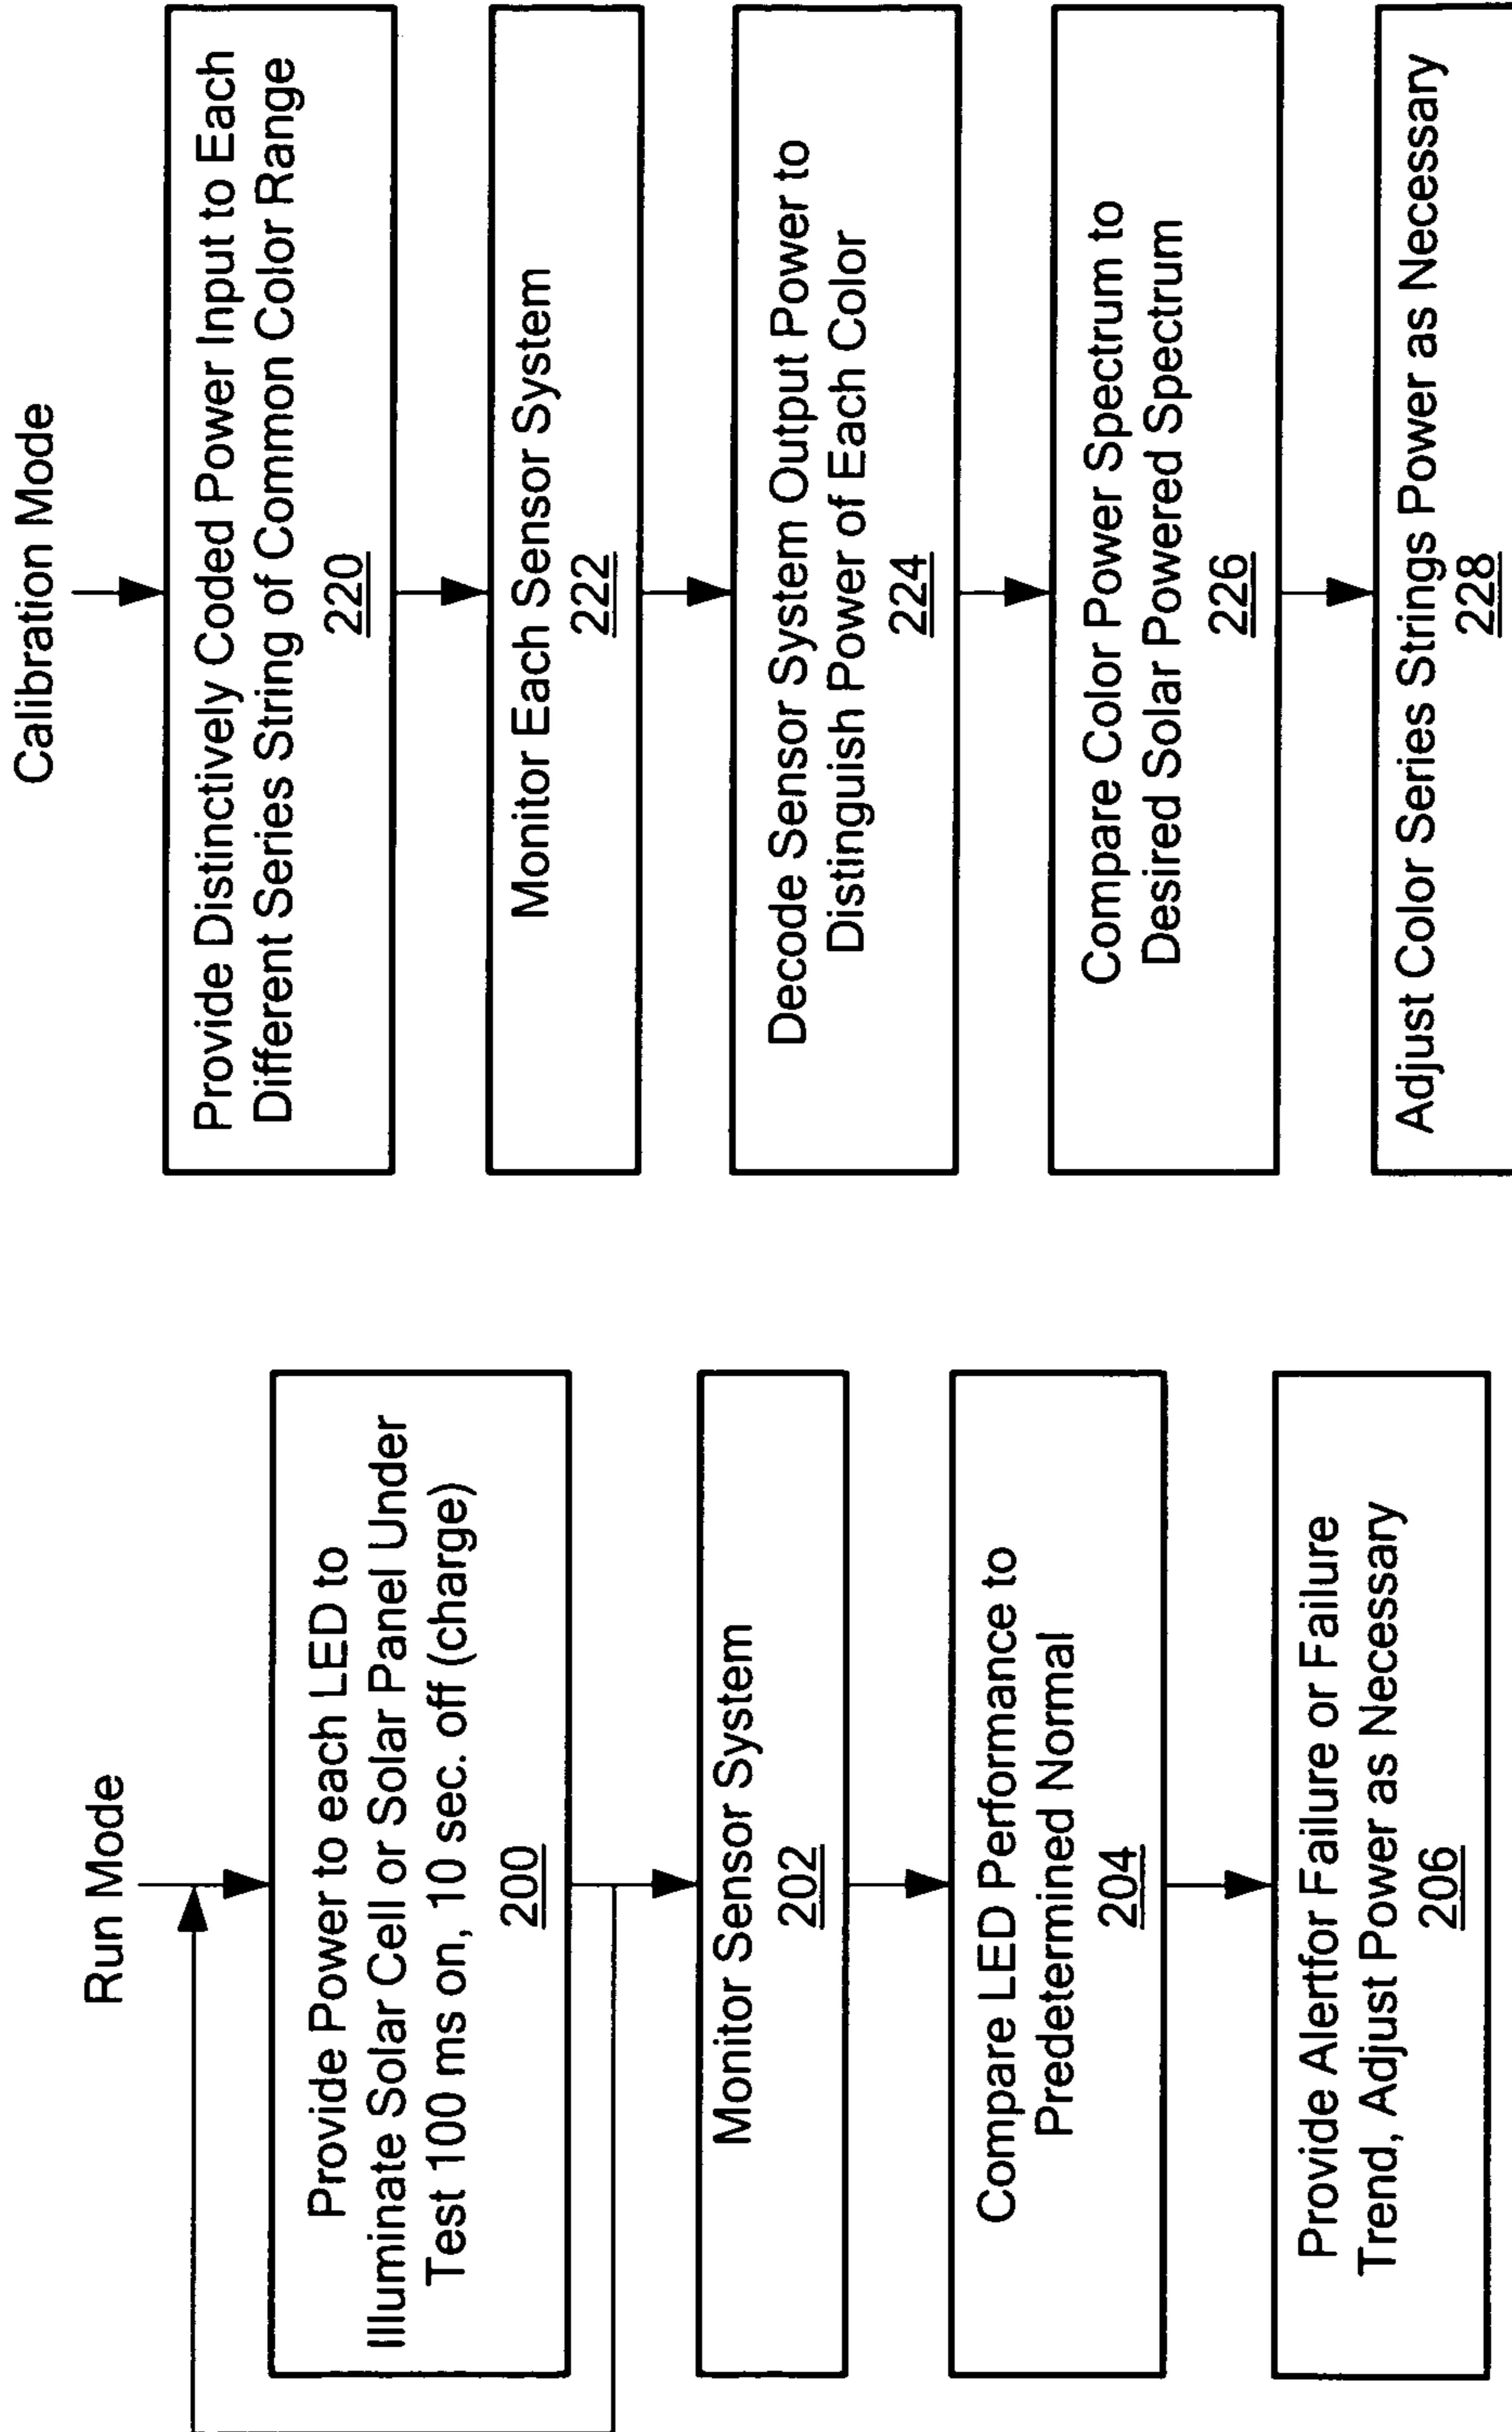 Run Mode
Provide Power to each LED to
Illuminate Solar Cell or Solar Panel Under
Test 100 ms on, 10 sec. off (charge)
200
Monitor Sensor System
202
Compare LED Performance to
Predetermined Normal
204
Provide Alertfor Failure or Failure
Trend, Adjust Power as Necessary
206
Calibration Mode
Provide Distinctively Coded Power Input to Each
Different Series String of Common Color Range
220
Monitor Each Sensor System
222
Decode Sensor System Output Power to
Distinguish Power of Each Color
224
Compare Color Power Spectrum to
Desired Solar Powered Spectrum
226
Adjust Color Series Strings Power as Necessary
228